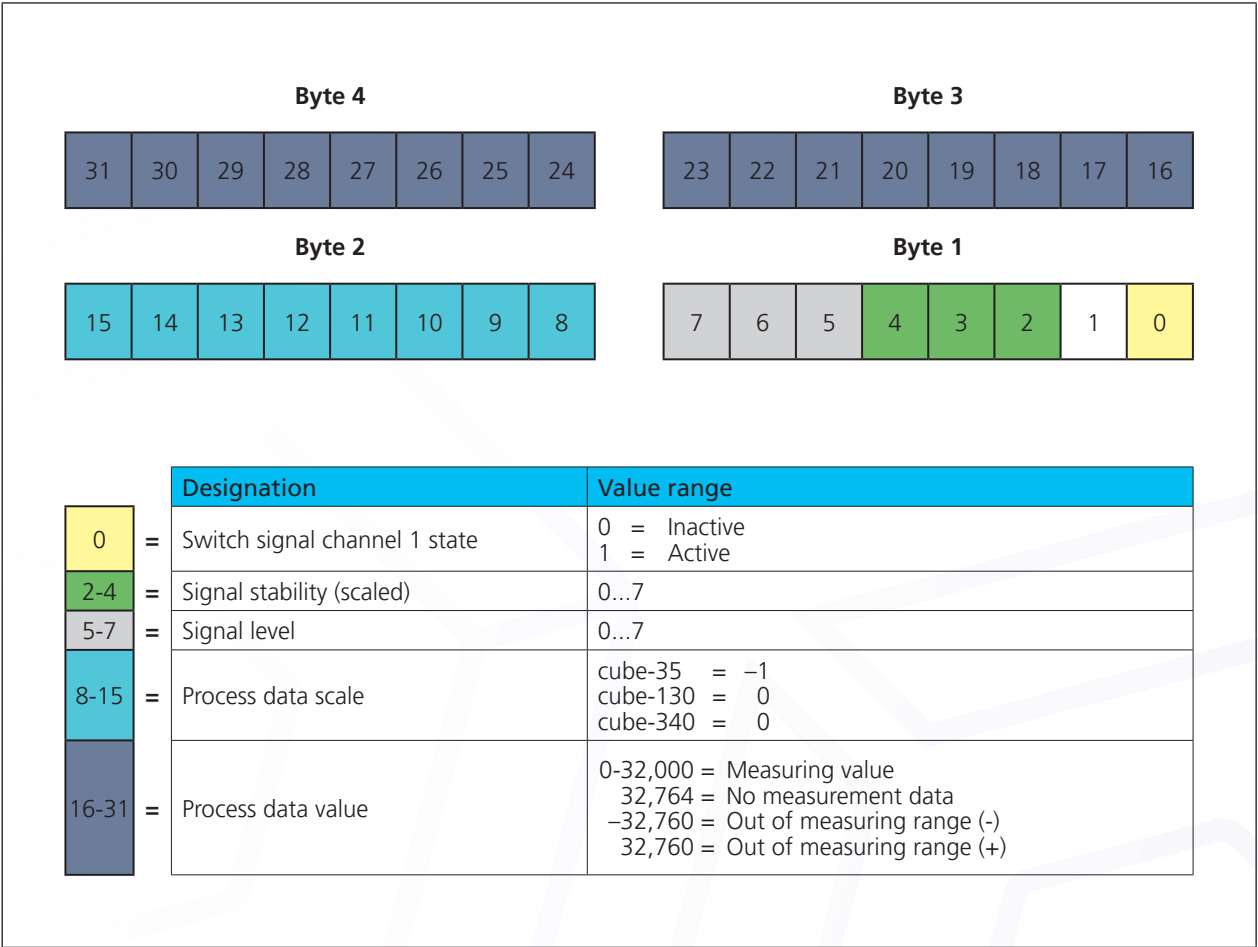 Byte 4 Byte 3
31 30 29 28 27 26 25 24 23 22 21 20 19 18 17 16
Byte 2 Byte 1
15 14 13 12 11 10 9 8 7 6 5 4 3 2 1 0
Designation Value range
0 = Switch signal channel 1 state 0 = Inactive
1 = Active
2-4 = Signal stability (scaled) 0...7
5-7 = Signal level 0...7
8-15 = Process data scale cube-35 = –1
cube-130 = 0
cube-340 = 0
16-31 = Process data value 0-32,000 = Measuring value
32,764 = No measurement data
–32,760 = Out of measuring range (-)
32,760 = Out of measuring range (+)